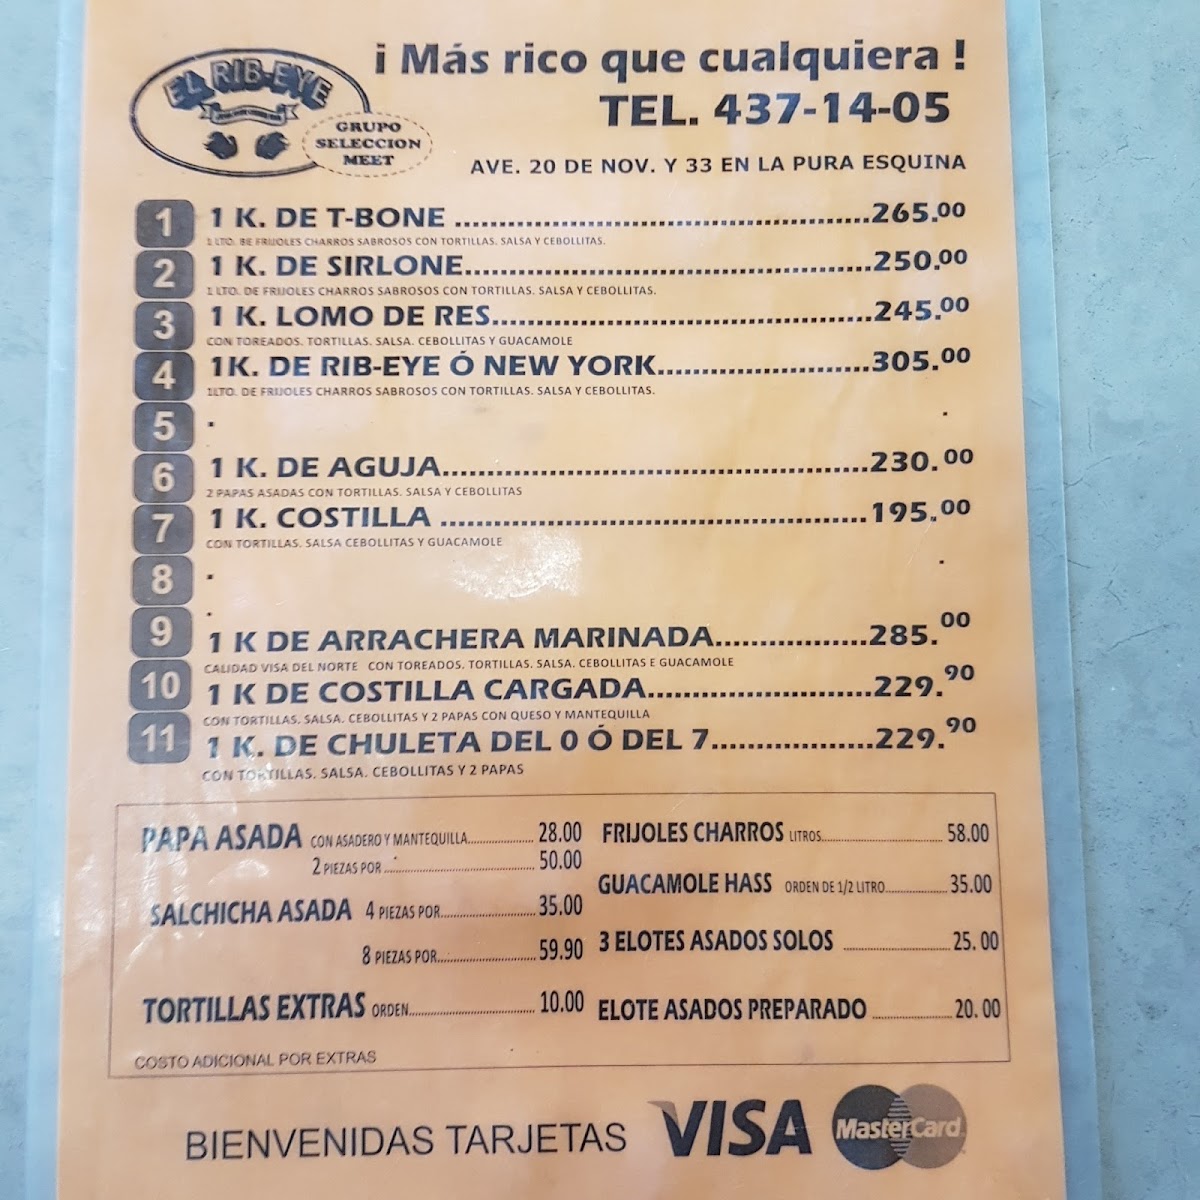 EL RIB-EYE
GRUPO
SELECCION
MEET
¡ Más rico que cualquiera !
TEL. 437-14-05
AVE. 20 DE NOV. Y 33 EN LA PURA ESQUINA
1 1 K. DE T-BONE ..........265.00
1 LTO. DE FRIJOLES CHARROS SABROSOS CON TORTILLAS. SALSA Y CEBOLLITAS.
2 1 K. DE SIRLONE..........250.00
1 LTO. DE FRIJOLES CHARROS SABROSOS CON TORTILLAS. SALSA Y CEBOLLITAS.
3 1 K. LOMO DE RES..........245.00
CON TOREADOS. TORTILLAS. SALSA. CEBOLLITAS Y GUACAMOLE
4 1K. DE RIB-EYE Ó NEW YORK..........305.00
1LTO. DE FRIJOLES CHARROS SABROSOS CON TORTILLAS. SALSA Y CEBOLLITAS.
5 . .
6 1 K. DE AGUJA..........230.00
2 PAPAS ASADAS CON TORTILLAS. SALSA Y CEBOLLITAS
7 1 K. COSTILLA ..........195.00
CON TORTILLAS. SALSA CEBOLLITAS Y GUACAMOLE
8 . .
9 1 K DE ARRACHERA MARINADA..........285.00
CALIDAD VISA DEL NORTE CON TOREADOS. TORTILLAS. SALSA. CEBOLLITAS E GUACAMOLE
10 1 K DE COSTILLA CARGADA..........229.90
CON TORTILLAS. SALSA. CEBOLLITAS Y 2 PAPAS CON QUESO Y MANTEQUILLA
11 1 K. DE CHULETA DEL 0 Ó DEL 7..........229.90
CON TORTILLAS. SALSA. CEBOLLITAS Y 2 PAPAS
PAPA ASADA CON ASADERO Y MANTEQUILLA.......... 28.00
2 PIEZAS POR .......... 50.00
SALCHICHA ASADA 4 PIEZAS POR.......... 35.00
8 PIEZAS POR.......... 59.90
TORTILLAS EXTRAS ORDEN.......... 10.00
COSTO ADICIONAL POR EXTRAS
FRIJOLES CHARROS LITROS.......... 58.00
GUACAMOLE HASS ORDEN DE 1/2 LITRO.......... 35.00
3 ELOTES ASADOS SOLOS .......... 25.00
ELOTE ASADOS PREPARADO .......... 20.00
BIENVENIDAS TARJETAS VISA MasterCard